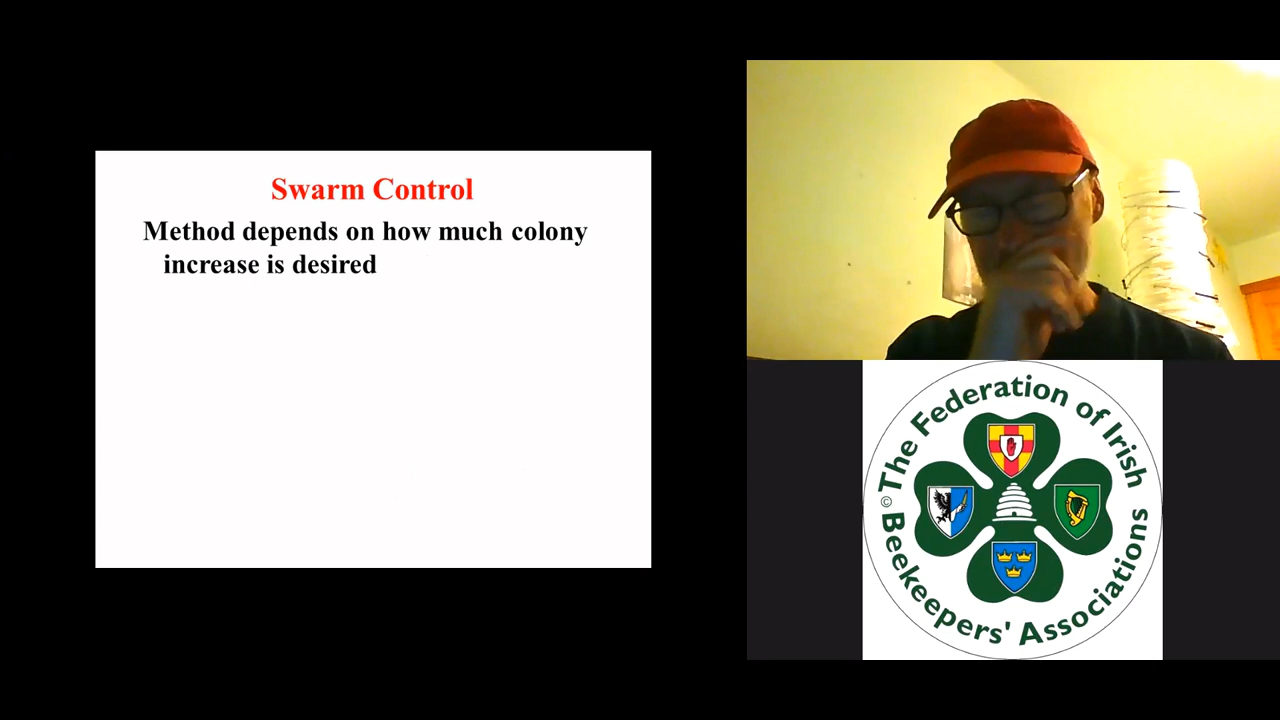 Swarm Control
Method depends on how much colony
increase is desired
The Federation of Irish
Beekeepers' Associations
©